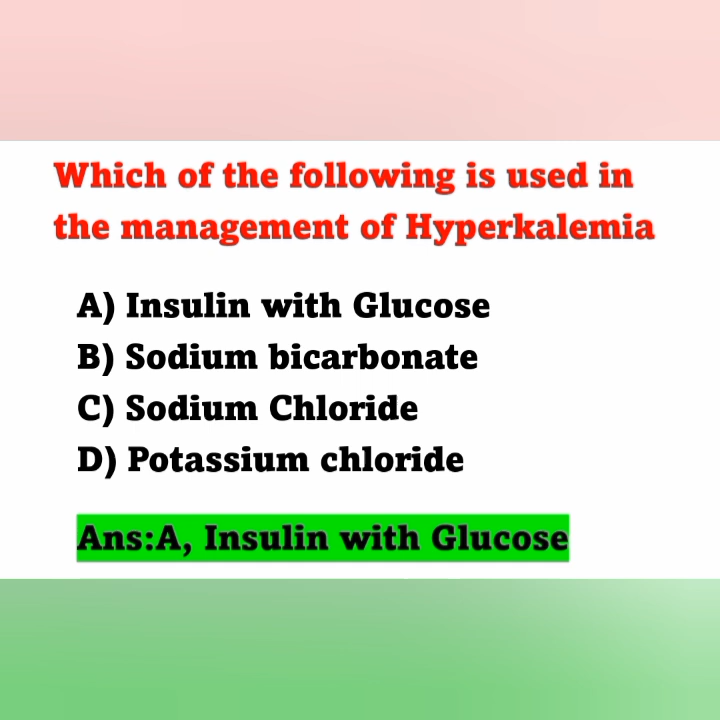 Which of the following is used in
the management of Hyperkalemia
A) Insulin with Glucose
B) Sodium bicarbonate
C) Sodium Chloride
D) Potassium chloride
Ans:A, Insulin with Glucose